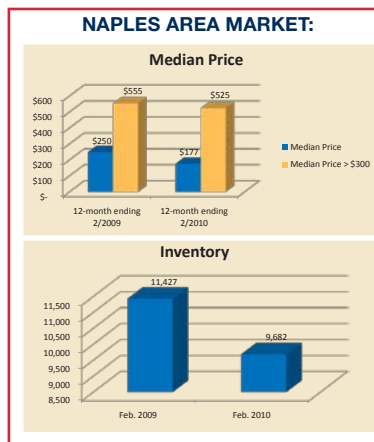 NAPLES AREA MARKET:
Median Price
$600
$500
$400
$300
$200
$100
$-
$250
$555
$177
$525
12-month ending 2/2009
12-month ending 2/2010
Median Price
Median Price > $300
Inventory
11,500
11,000
10,500
10,000
9,500
9,000
8,500
11,427
9,682
Feb. 2009
Feb. 2010